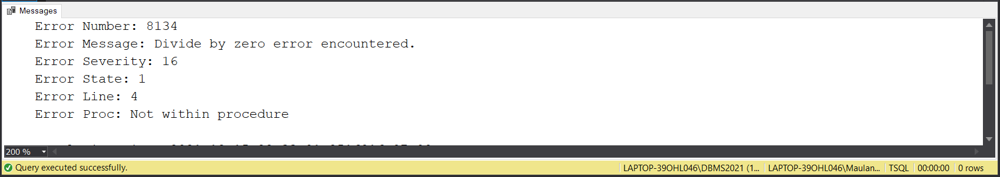 Messages
Error Number: 8134
Error Message: Divide by zero error encountered.
Error Severity: 16
Error State: 1
Error Line: 4
Error Proc: Not within procedure
200 %
Query executed successfully.
LAPTOP-39OHL046\DBMS2021 (1... LAPTOP-39OHL046\Maulan... TSQL 00:00:00 0 rows